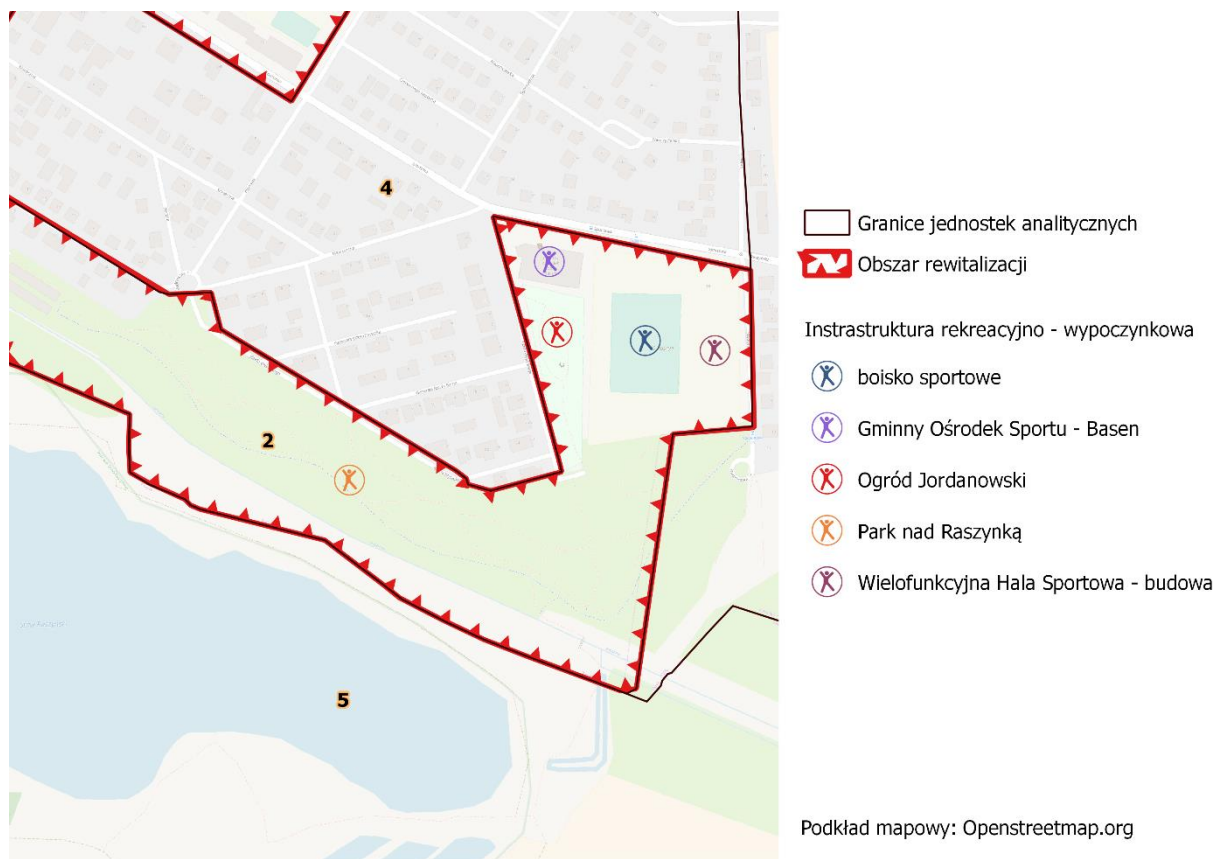 4
2
5
Granice jednostek analitycznych
Obszar rewitalizacji
Instrastruktura rekreacyjno - wypoczynkowa
boisko sportowe
Gminny Ośrodek Sportu - Basen
Ogród Jordanowski
Park nad Raszynką
Wielofunkcyjna Hala Sportowa - budowa
Podkład mapowy: Openstreetmap.org